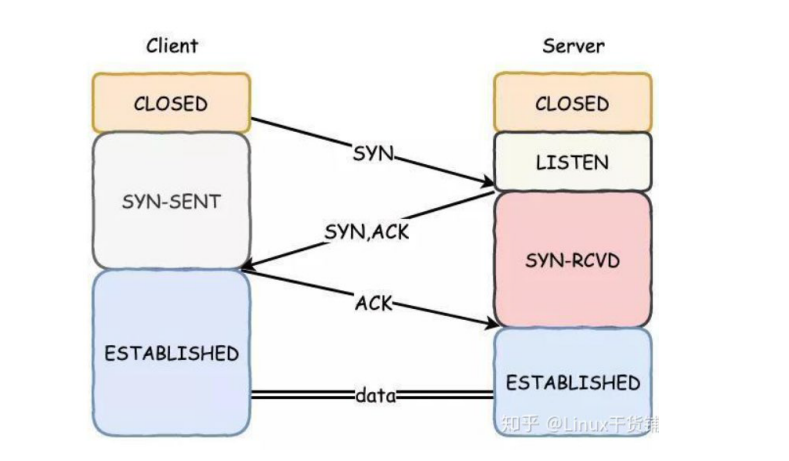 Client
Server
CLOSED
CLOSED
SYN
LISTEN
SYN-SENT
SYN,ACK
SYN-RCVD
ACK
ESTABLISHED
ESTABLISHED
data
知乎 @Linux干货铺